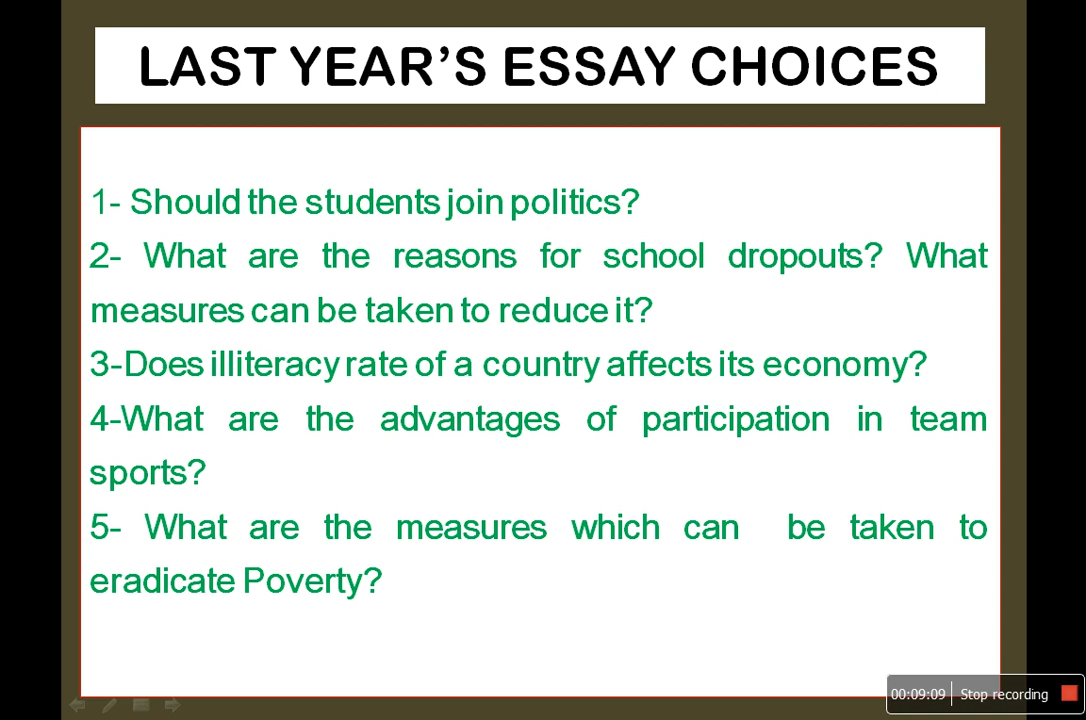 LAST YEAR’S ESSAY CHOICES
1- Should the students join politics?
2- What are the reasons for school dropouts? What
measures can be taken to reduce it?
3-Does illiteracy rate of a country affects its economy?
4-What are the advantages of participation in team
sports?
5- What are the measures which can be taken to
eradicate Poverty?
00:09:09 Stop recording